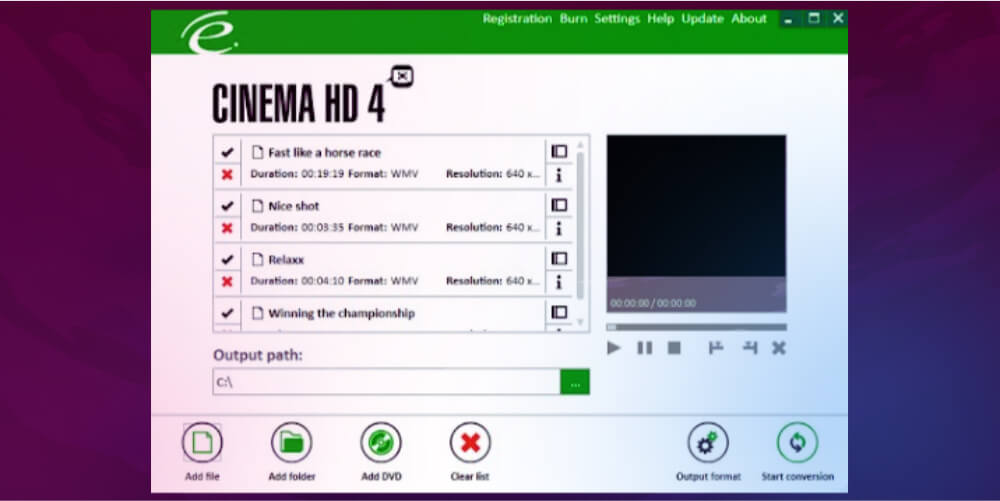 e.
Registration Burn Settings Help Update About
CINEMA HD 4
Fast like a horse race
Duration: 00:19:19 Format: WMV Resolution: 640 x...
Nice shot
Duration: 00:03:35 Format: WMV Resolution: 640 x...
Relaxx
Duration: 00:04:10 Format: WMV Resolution: 640 x...
Winning the championship
00:00:00 / 00:00:00
Output path:
C:\
...
Add file Add folder Add DVD Clear list Output format Start conversion